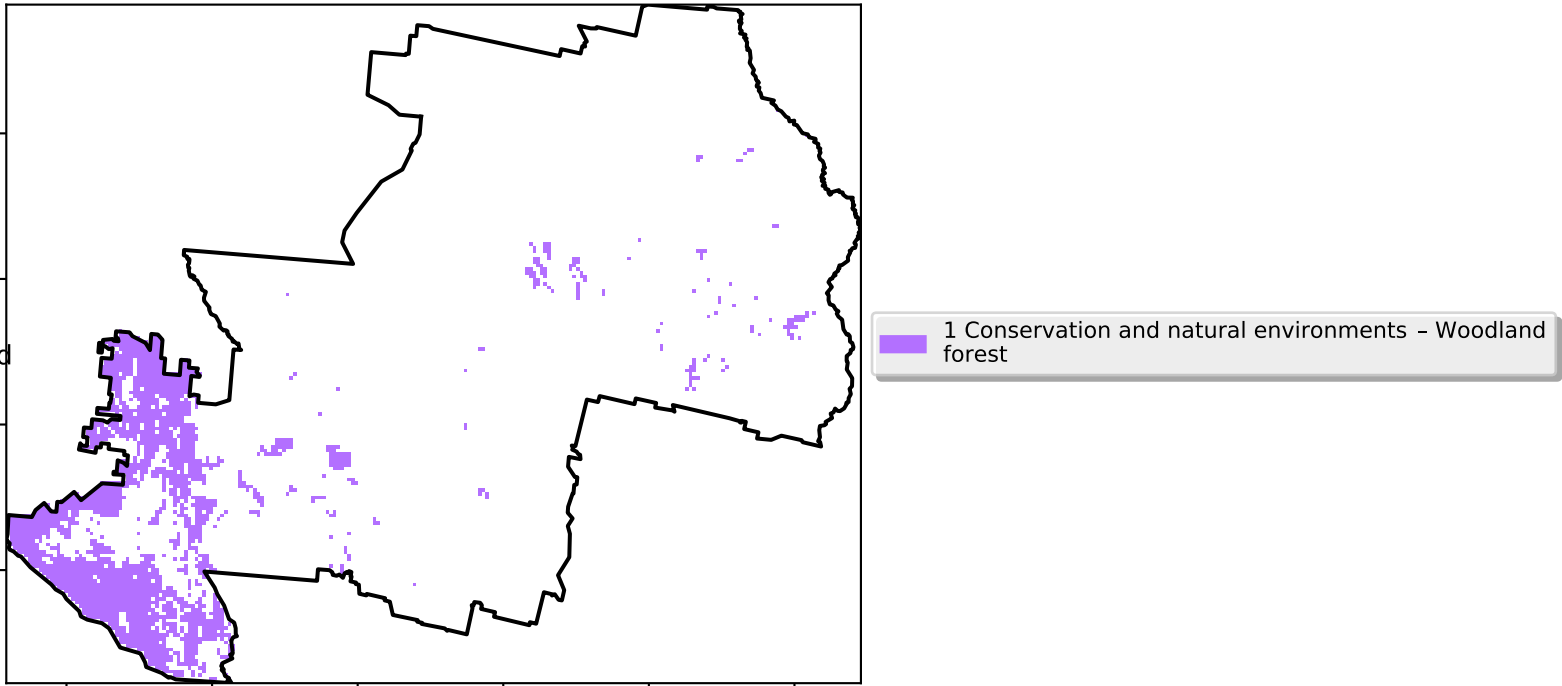 1 Conservation and natural environments – Woodland
forest